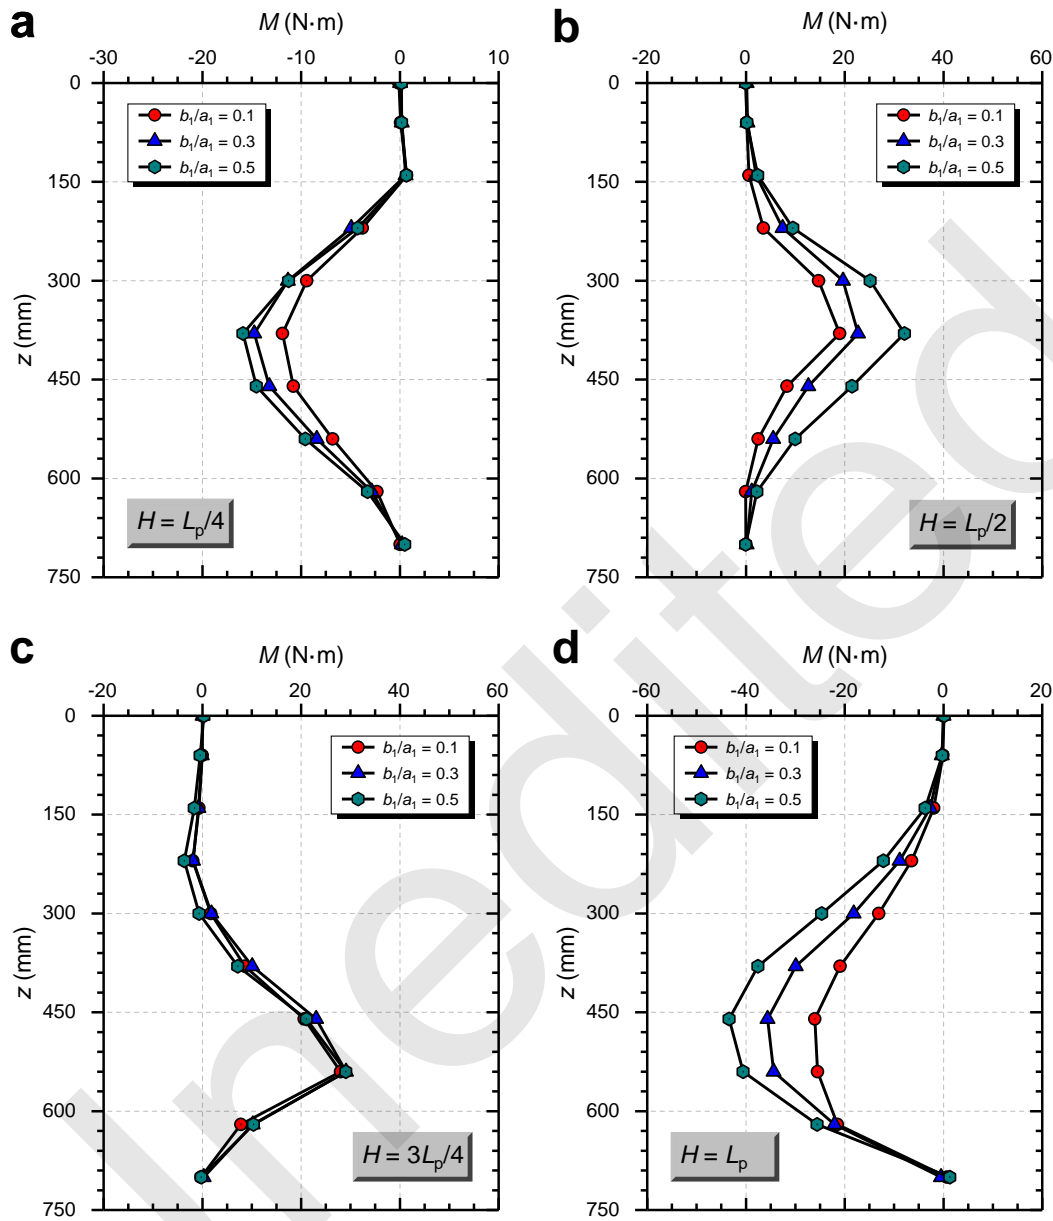 a
M (N·m)
-30 -20 -10 0 10
0
150
300
450
600
750
z (mm)
b₁/a₁ = 0.1
b₁/a₁ = 0.3
b₁/a₁ = 0.5
H = Lₚ/4
b
M (N·m)
-20 0 20 40 60
0
150
300
450
600
750
z (mm)
b₁/a₁ = 0.1
b₁/a₁ = 0.3
b₁/a₁ = 0.5
H = Lₚ/2
c
M (N·m)
-20 0 20 40 60
0
150
300
450
600
750
z (mm)
b₁/a₁ = 0.1
b₁/a₁ = 0.3
b₁/a₁ = 0.5
H = 3Lₚ/4
d
M (N·m)
-60 -40 -20 0 20
0
150
300
450
600
750
z (mm)
b₁/a₁ = 0.1
b₁/a₁ = 0.3
b₁/a₁ = 0.5
H = Lₚ
nedited